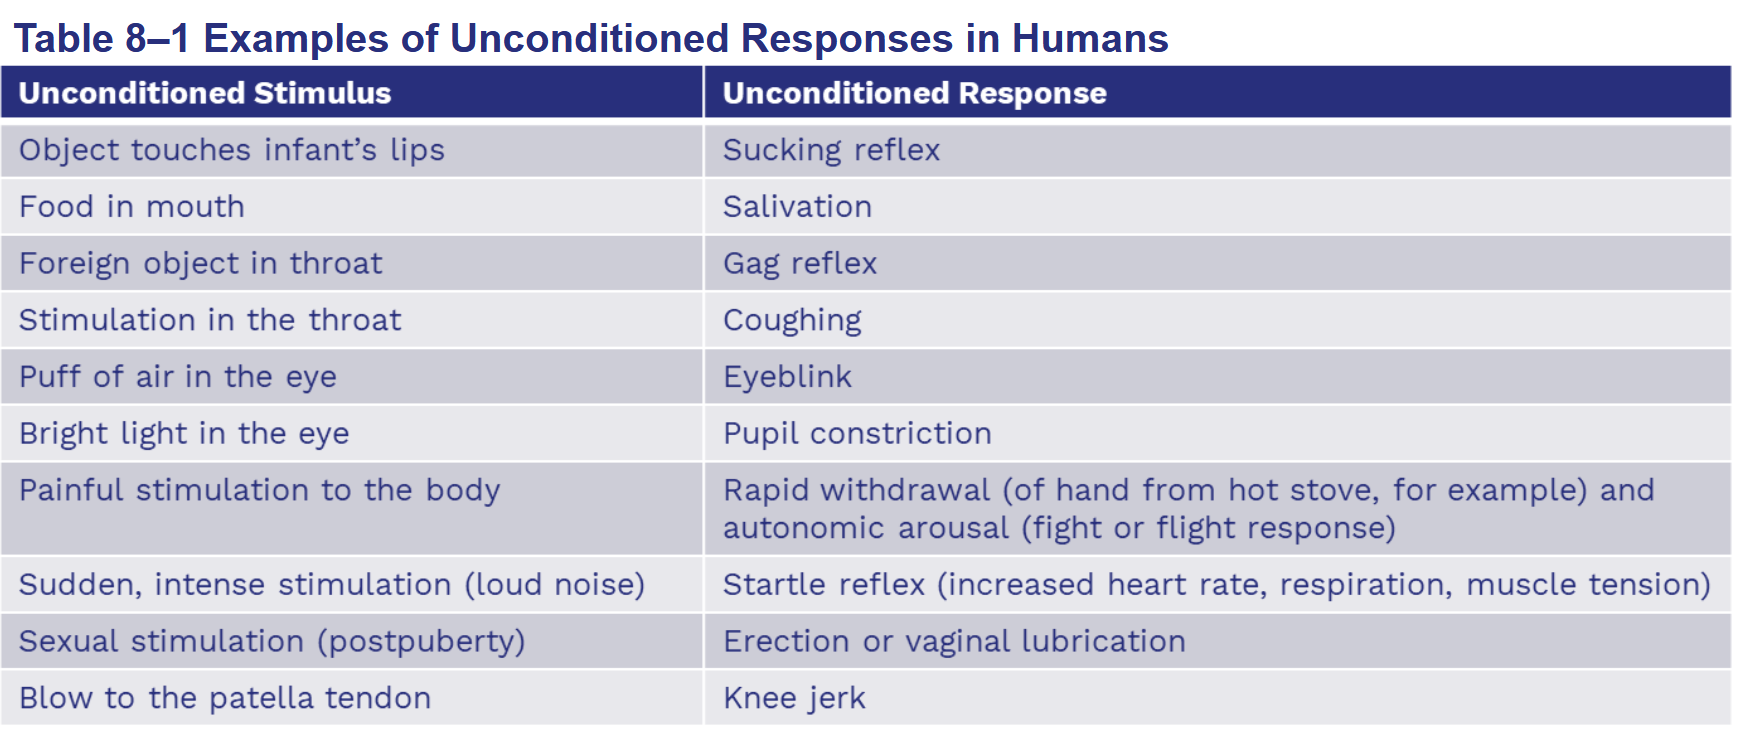 Table 8–1 Examples of Unconditioned Responses in Humans
Unconditioned Stimulus Unconditioned Response
Object touches infant’s lips Sucking reflex
Food in mouth Salivation
Foreign object in throat Gag reflex
Stimulation in the throat Coughing
Puff of air in the eye Eyeblink
Bright light in the eye Pupil constriction
Painful stimulation to the body Rapid withdrawal (of hand from hot stove, for example) and
autonomic arousal (fight or flight response)
Sudden, intense stimulation (loud noise) Startle reflex (increased heart rate, respiration, muscle tension)
Sexual stimulation (postpuberty) Erection or vaginal lubrication
Blow to the patella tendon Knee jerk